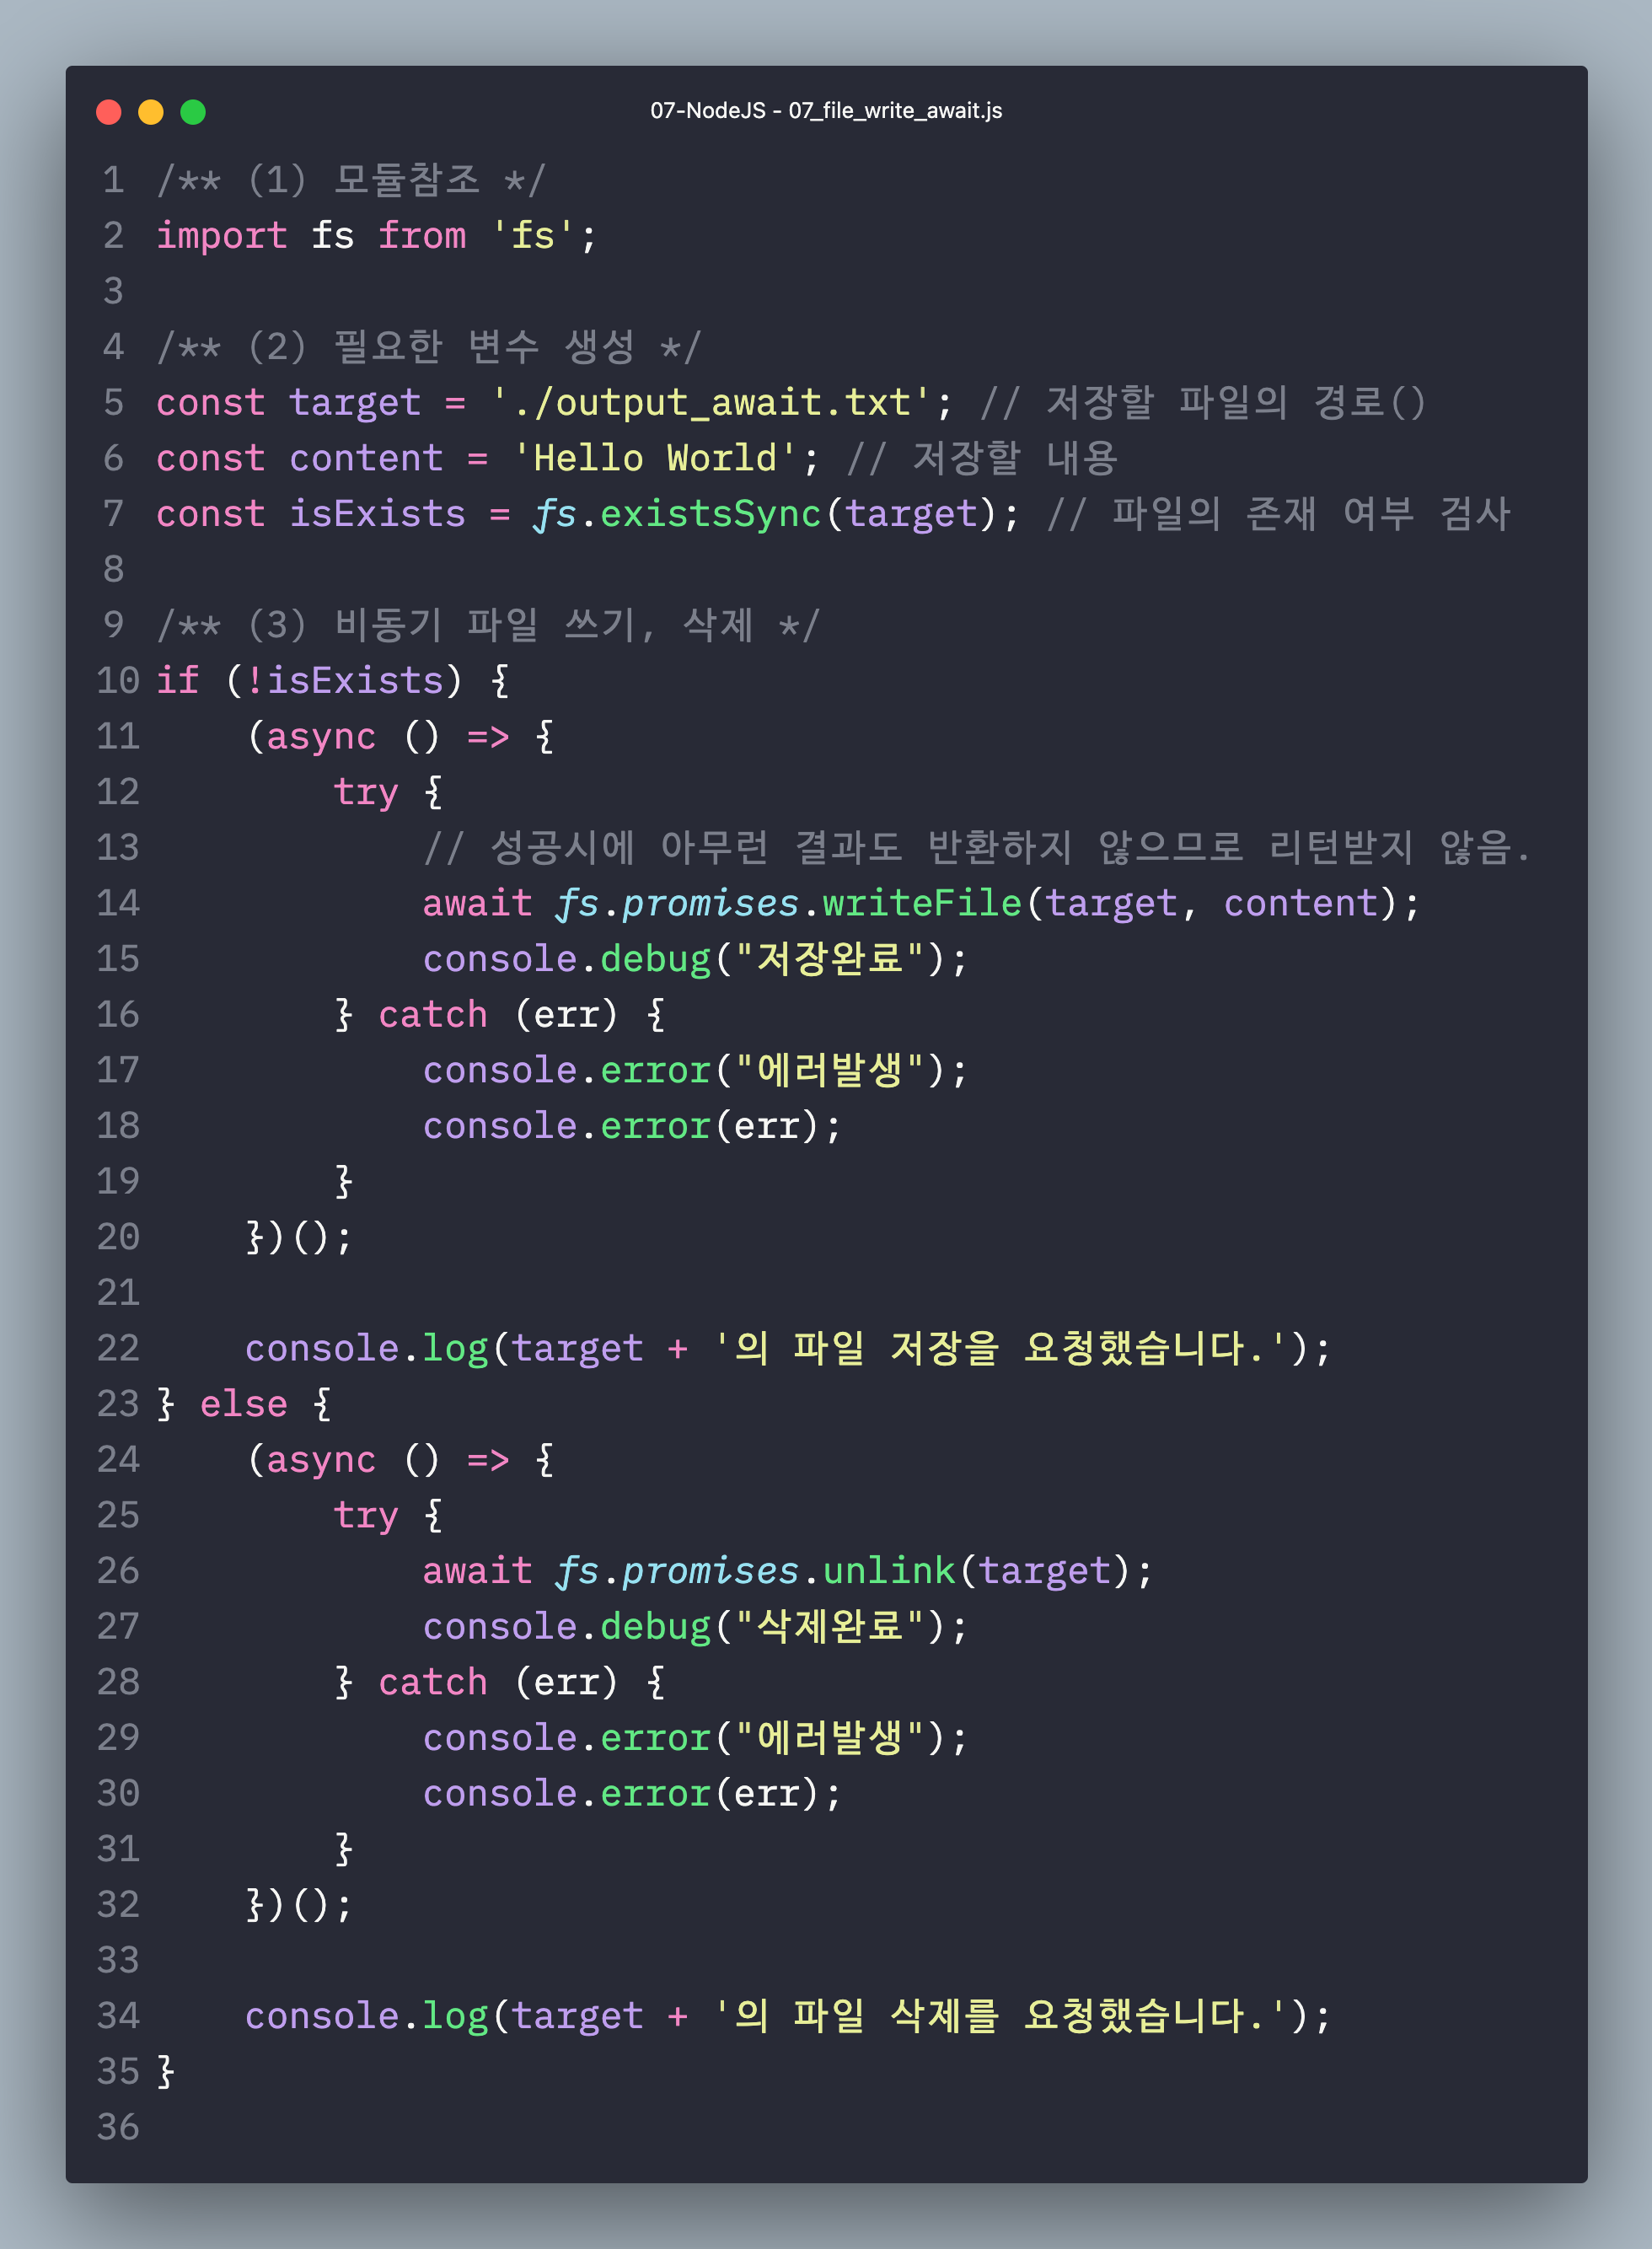 07-NodeJS - 07_file_write_await.js
1 /** (1) 모듈참조 */
2 import fs from 'fs';
3
4 /** (2) 필요한 변수 생성 */
5 const target = './output_await.txt'; // 저장할 파일의 경로()
6 const content = 'Hello World'; // 저장할 내용
7 const isExists = fs.existsSync(target); // 파일의 존재 여부 검사
8
9 /** (3) 비동기 파일 쓰기, 삭제 */
10 if (!isExists) {
11     (async () => {
12         try {
13             // 성공시에 아무런 결과도 반환하지 않으므로 리턴받지 않음.
14             await fs.promises.writeFile(target, content);
15             console.debug("저장완료");
16         } catch (err) {
17             console.error("에러발생");
18             console.error(err);
19         }
20     })();
21
22     console.log(target + '의 파일 저장을 요청했습니다.');
23 } else {
24     (async () => {
25         try {
26             await fs.promises.unlink(target);
27             console.debug("삭제완료");
28         } catch (err) {
29             console.error("에러발생");
30             console.error(err);
31         }
32     })();
33
34     console.log(target + '의 파일 삭제를 요청했습니다.');
35 }
36